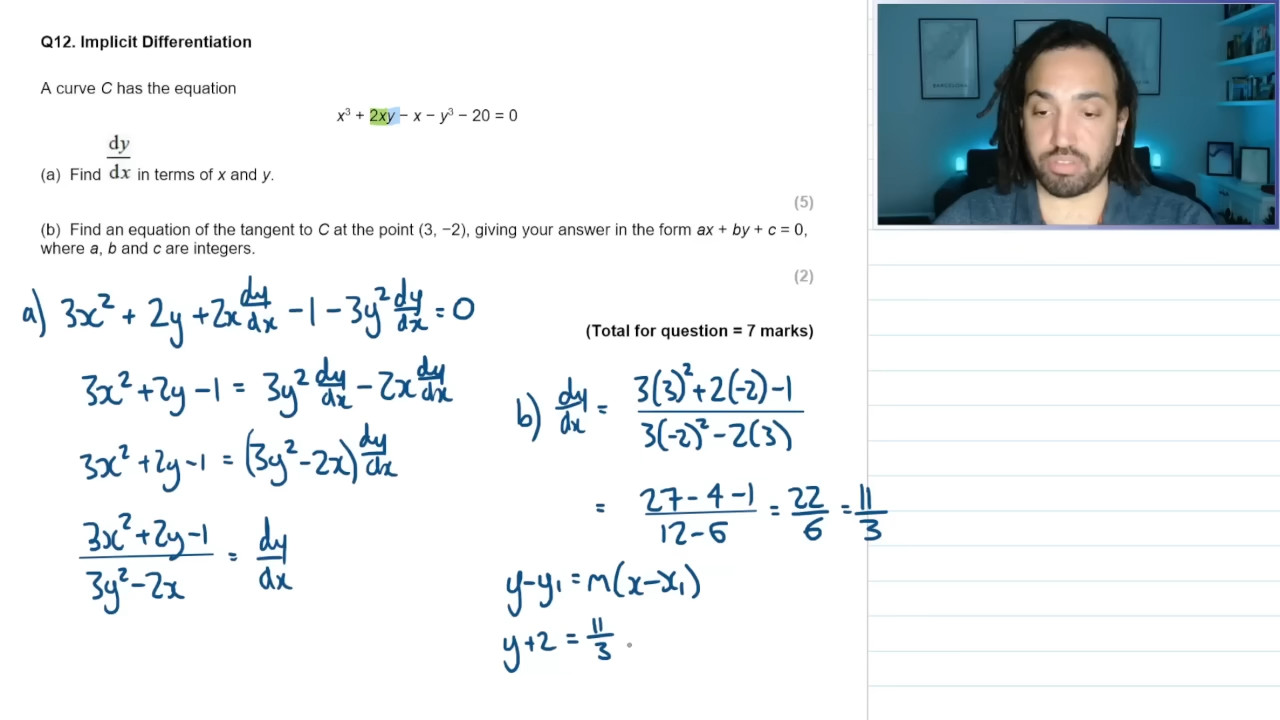 Q12. Implicit Differentiation
A curve C has the equation
x³ + 2xy – x – y³ – 20 = 0
(a) Find dy/dx in terms of x and y.
(5)
(b) Find an equation of the tangent to C at the point (3, −2), giving your answer in the form ax + by + c = 0,
where a, b and c are integers.
(2)
(Total for question = 7 marks)
a) 3x² + 2y + 2x dy/dx - 1 - 3y² dy/dx = 0
3x² + 2y - 1 = 3y² dy/dx - 2x dy/dx
3x² + 2y - 1 = (3y² - 2x) dy/dx
(3x² + 2y - 1)/(3y² - 2x) = dy/dx
b) dy/dx = (3(3)² + 2(-2) - 1)/(3(-2)² - 2(3))
= (27 - 4 - 1)/(12 - 6) = 22/6 = 11/3
y - y₁ = m(x - x₁)
y + 2 = 11/3
BARCELONA